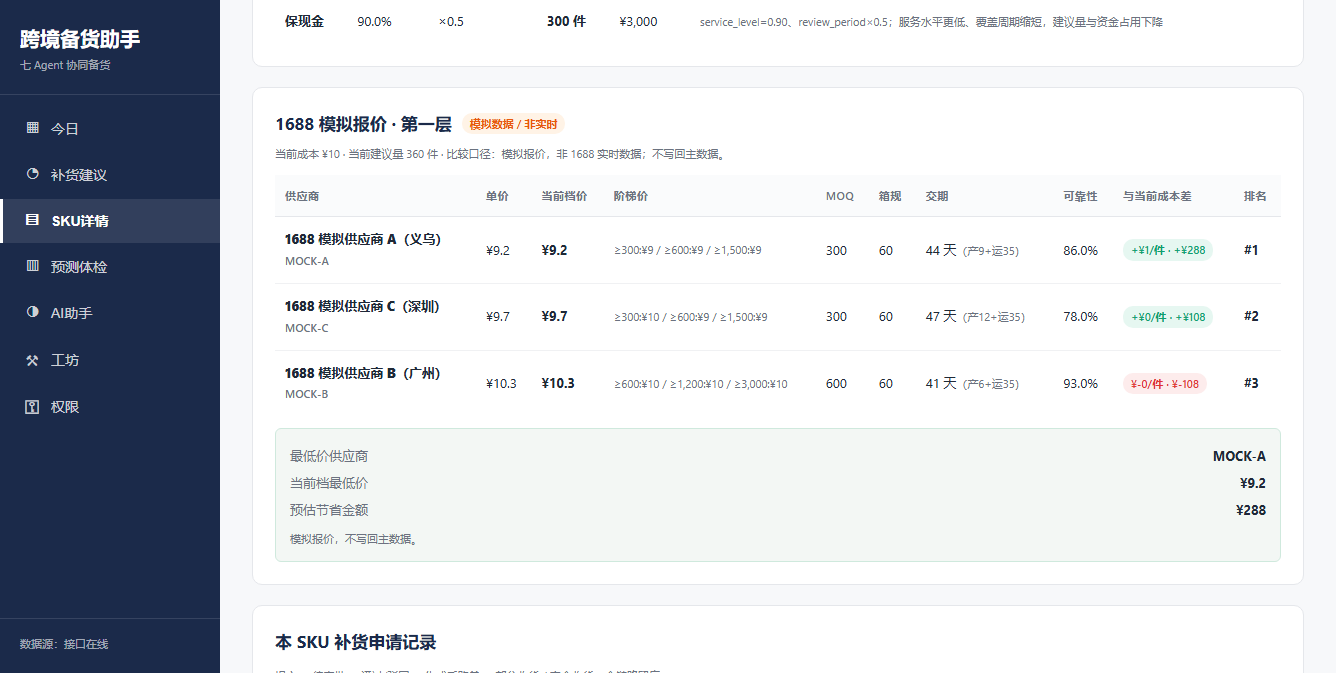 跨境备货助手
七 Agent 协同备货
今日
补货建议
SKU详情
预测体检
AI助手
工坊
权限
数据源：接口在线
保现金 90.0% ×0.5 300 件 ¥3,000 service_level=0.90、review_period×0.5；服务水平更低、覆盖周期缩短，建议量与资金占用下降
1688 模拟报价 · 第一层 模拟数据 / 非实时
当前成本 ¥10 · 当前建议量 360 件 · 比较口径：模拟报价，非 1688 实时数据；不写回主数据。
供应商 单价 当前档价 阶梯价 MOQ 箱规 交期 可靠性 与当前成本差 排名
1688 模拟供应商 A（义乌） ¥9.2 ¥9.2 ≥300:¥9 / ≥600:¥9 / ≥1,500:¥9 300 60 44 天（产9+运35） 86.0% +¥1/件 · +¥288 #1
MOCK-A
1688 模拟供应商 C（深圳） ¥9.7 ¥9.7 ≥300:¥10 / ≥600:¥9 / ≥1,500:¥9 300 60 47 天（产12+运35） 78.0% +¥0/件 · +¥108 #2
MOCK-C
1688 模拟供应商 B（广州） ¥10.3 ¥10.3 ≥600:¥10 / ≥1,200:¥10 / ≥3,000:¥10 600 60 41 天（产6+运35） 93.0% ¥-0/件 · ¥-108 #3
MOCK-B
最低价供应商 MOCK-A
当前档最低价 ¥9.2
预估节省金额 ¥288
模拟报价，不写回主数据。
本 SKU 补货申请记录